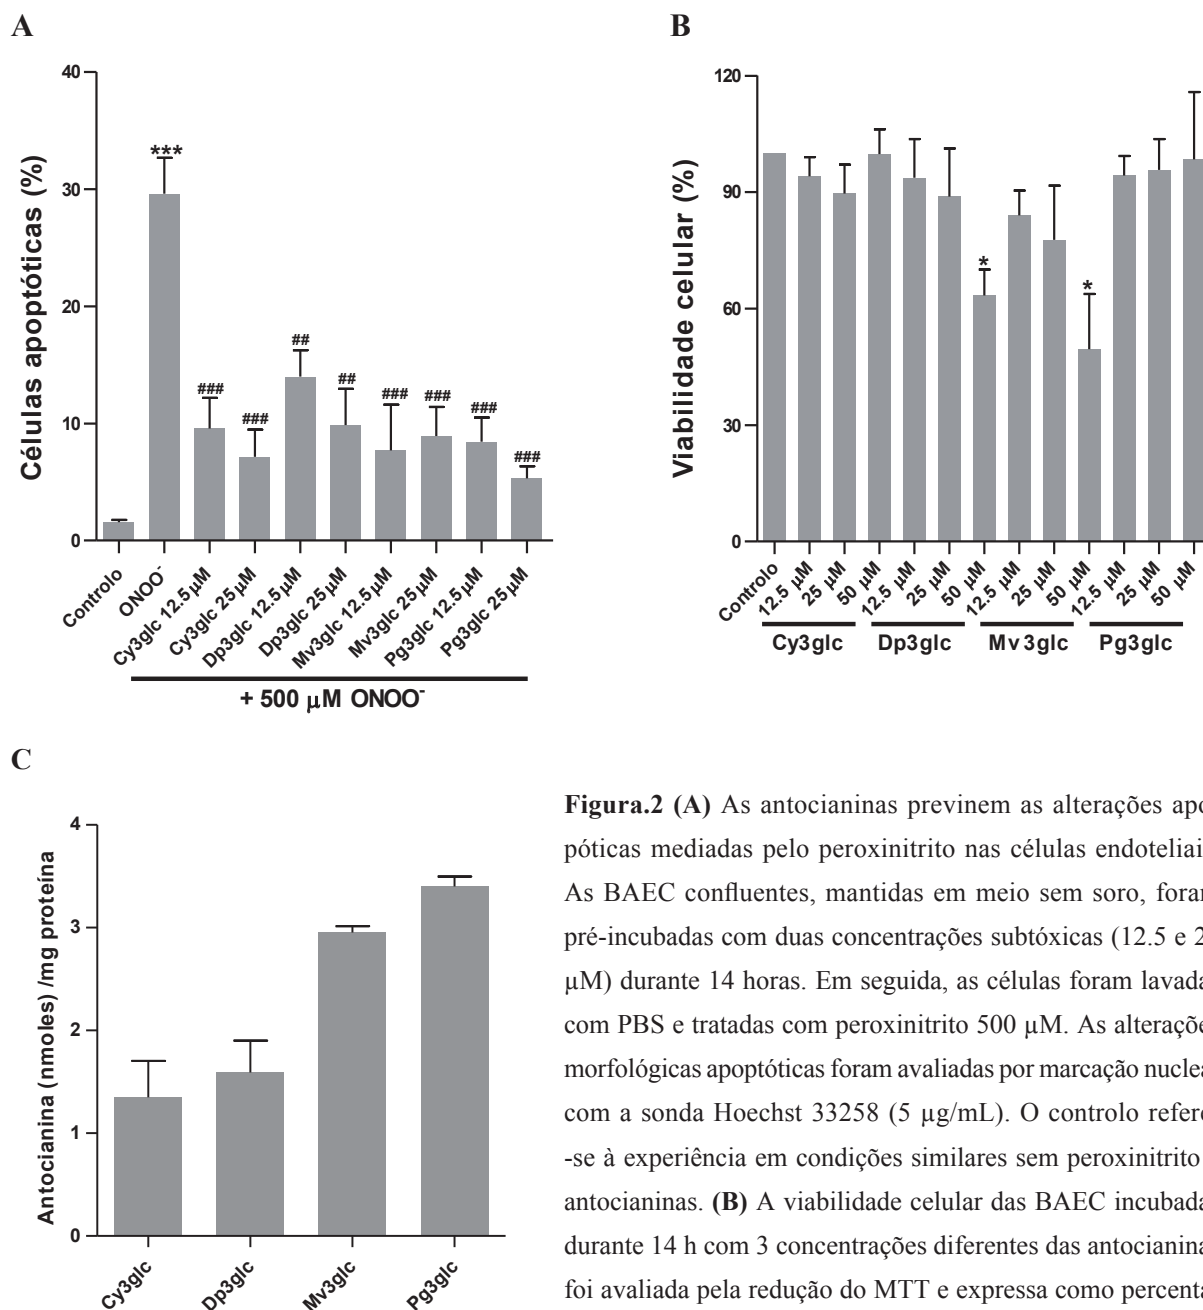 A
40
30
20
10
0
Células apoptóticas (%)
***
###
###
##
##
###
###
###
###
Controlo
ONOO⁻
Cy3glc 12.5µM
Cy3glc 25µM
Dp3glc 12.5µM
Dp3glc 25µM
Mv3glc 12.5µM
Mv3glc 25µM
Pg3glc 12.5µM
Pg3glc 25 µM
+ 500 µM ONOO⁻
B
120
90
60
30
0
Viabilidade celular (%)
*
*
Controlo
12.5 µM
25 µM
50 µM
12.5 µM
25 µM
50 µM
12.5 µM
25 µM
50 µM
12.5 µM
25 µM
50 µM
Cy3glc
Dp3glc
Mv3glc
Pg3glc
C
4
3
2
1
0
Antocianina (nmoles) /mg proteína
Cy3glc
Dp3glc
Mv3glc
Pg3glc
Figura.2 (A) As antocianinas previnem as alterações apo
póticas mediadas pelo peroxinitrito nas células endoteliai
As BAEC confluentes, mantidas em meio sem soro, foram
pré-incubadas com duas concentrações subtóxicas (12.5 e 2
µM) durante 14 horas. Em seguida, as células foram lavada
com PBS e tratadas com peroxinitrito 500 µM. As alteraçõe
morfológicas apoptóticas foram avaliadas por marcação nuclea
com a sonda Hoechst 33258 (5 µg/mL). O controlo refere
-se à experiência em condições similares sem peroxinitrito
antocianinas. (B) A viabilidade celular das BAEC incubada
durante 14 h com 3 concentrações diferentes das antocianina
foi avaliada pela redução do MTT e expressa como percenta